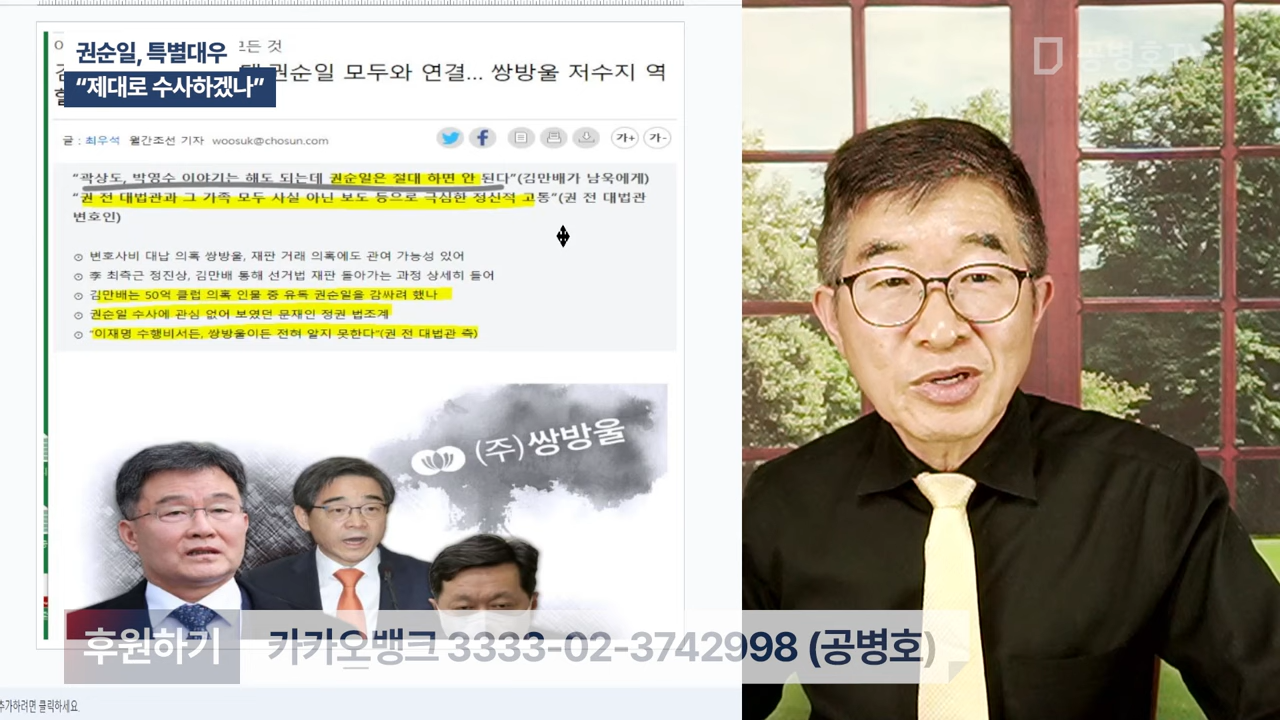 권순일, 특별대우
“제대로 수사하겠나”
모든 것
권순일 모두와 연결... 쌍방울 저수지 역
글 : 최우석 월간조선 기자 woosuk@chosun.com
가+ 가-
“곽상도, 박영수 이야기는 해도 되는데 권순일은 절대 하면 안 된다”(김만배가 남욱에게)
“권 전 대법관과 그 가족 모두 사실 아닌 보도 등으로 극심한 정신적 고통”(권 전 대법관
변호인)
⊙ 변호사비 대납 의혹 쌍방울, 재판 거래 의혹에도 관여 가능성 있어
⊙ 李 최측근 정진상, 김만배 통해 선거법 재판 돌아가는 과정 상세히 들어
⊙ 김만배는 50억 클럽 의혹 인물 중 유독 권순일을 감싸려 했나
⊙ 권순일 수사에 관심 없어 보였던 문재인 정권 법조계
⊙ “이재명 수행비서든, 쌍방울이든 전혀 알지 못한다”(권 전 대법관 측)
(주)쌍방울
후원하기 카카오뱅크 3333-02-3742998 (공병호)
추가하려면 클릭하세요.
공병호TV